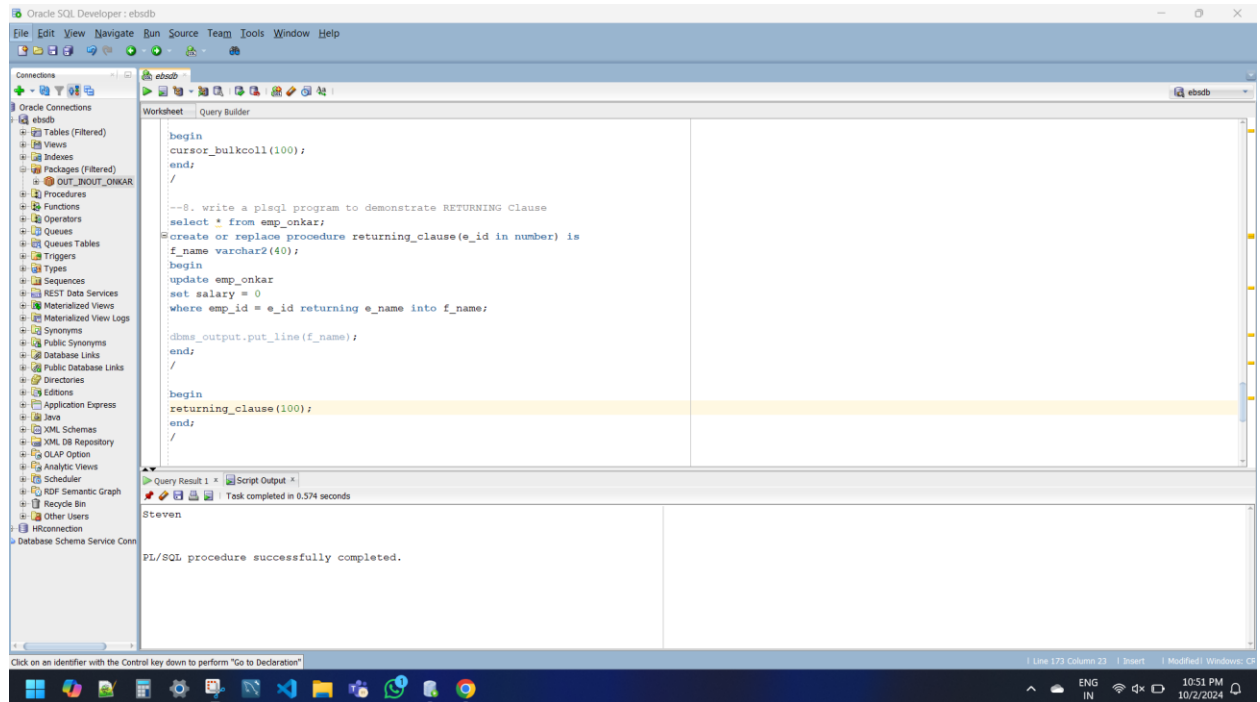 Oracle SQL Developer : ebsdb
File Edit View Navigate Run Source Team Tools Window Help
Connections
ebsdb
ebsdb
Oracle Connections
ebsdb
Tables (Filtered)
Views
Indexes
Packages (Filtered)
OUT_INOUT_ONKAR
Procedures
Functions
Operators
Queues
Queues Tables
Triggers
Types
Sequences
REST Data Services
Materialized Views
Materialized View Logs
Synonyms
Public Synonyms
Database Links
Public Database Links
Directories
Editions
Application Express
Java
XML Schemas
XML DB Repository
OLAP Option
Analytic Views
Scheduler
RDF Semantic Graph
Recycle Bin
Other Users
HRconnection
Database Schema Service Conn
Worksheet Query Builder
begin
cursor_bulkcoll(100);
end;
/
--8. write a plsql program to demonstrate RETURNING Clause
select * from emp_onkar;
create or replace procedure returning_clause(e_id in number) is
f_name varchar2(40);
begin
update emp_onkar
set salary = 0
where emp_id = e_id returning e_name into f_name;
dbms_output.put_line(f_name);
end;
/
begin
returning_clause(100);
end;
/
Query Result 1 Script Output
Task completed in 0.574 seconds
Steven
PL/SQL procedure successfully completed.
Click on an identifier with the Control key down to perform "Go to Declaration"
Line 173 Column 23 Insert Modified Windows: CR
1
ENG
IN
10:51 PM
10/2/2024